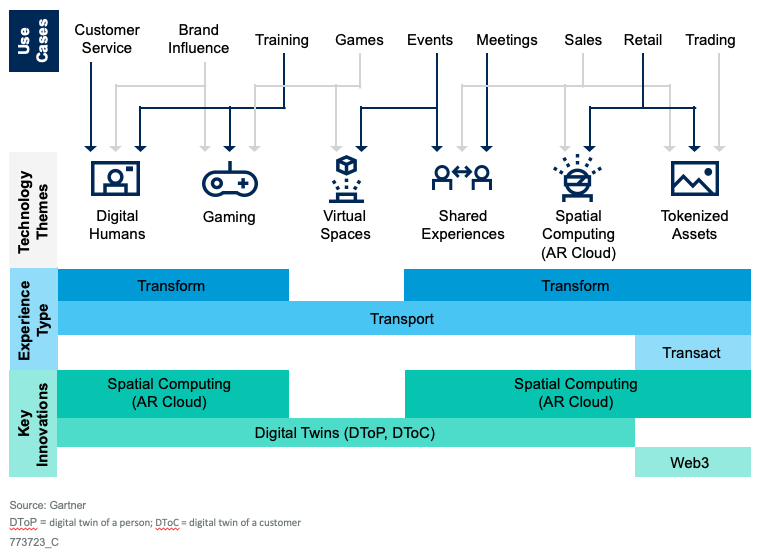 Use
Cases
Customer
Service
Brand
Influence
Training
Games
Events
Meetings
Sales
Retail
Trading
Technology
Themes
Digital
Humans
Gaming
Virtual
Spaces
Shared
Experiences
Spatial
Computing
(AR Cloud)
Tokenized
Assets
Experience
Type
Transform
Transform
Transport
Transact
Key
Innovations
Spatial Computing
(AR Cloud)
Spatial Computing
(AR Cloud)
Digital Twins (DToP, DToC)
Web3
Source: Gartner
DToP = digital twin of a person; DToC = digital twin of a customer
773723_C